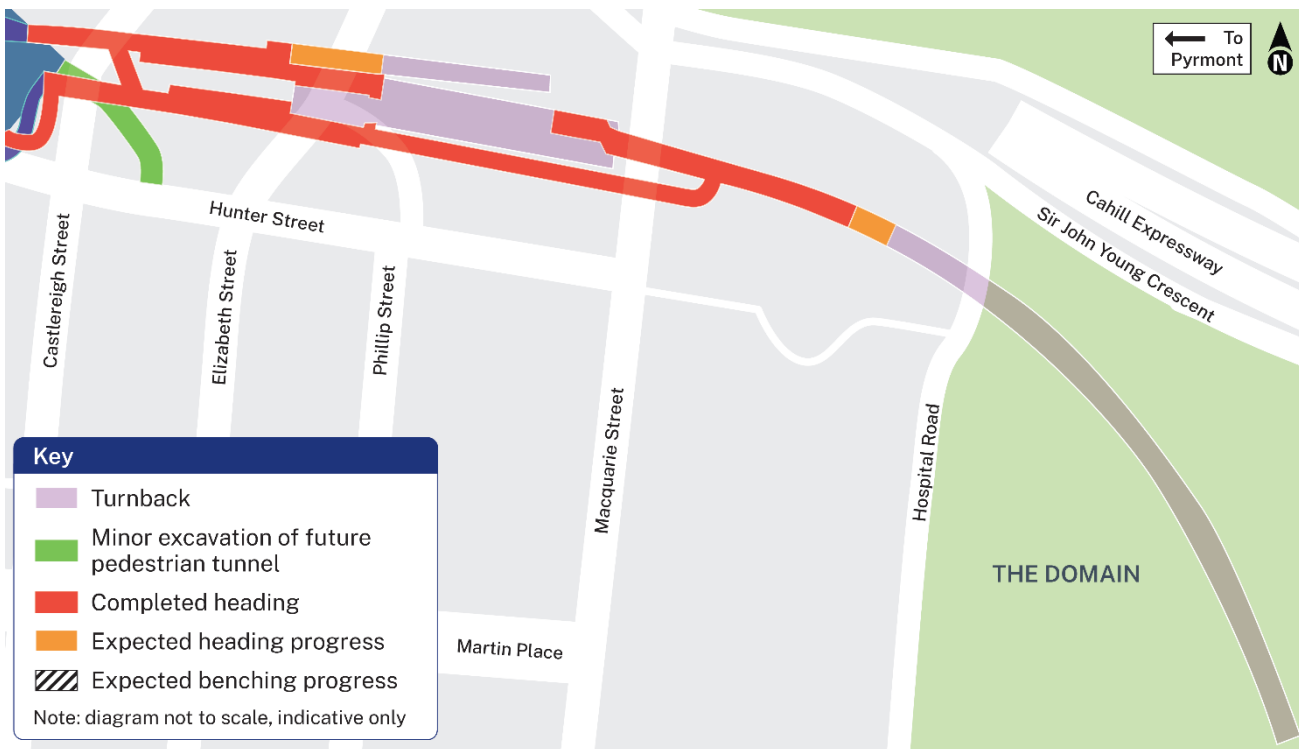 To
Pyrmont
N
Cahill Expressway
Sir John Young Crescent
Hunter Street
Castlereigh Street
Elizabeth Street
Phillip Street
Macquarie Street
Hospital Road
THE DOMAIN
Martin Place
Key
Turnback
Minor excavation of future
pedestrian tunnel
Completed heading
Expected heading progress
Expected benching progress
Note: diagram not to scale, indicative only